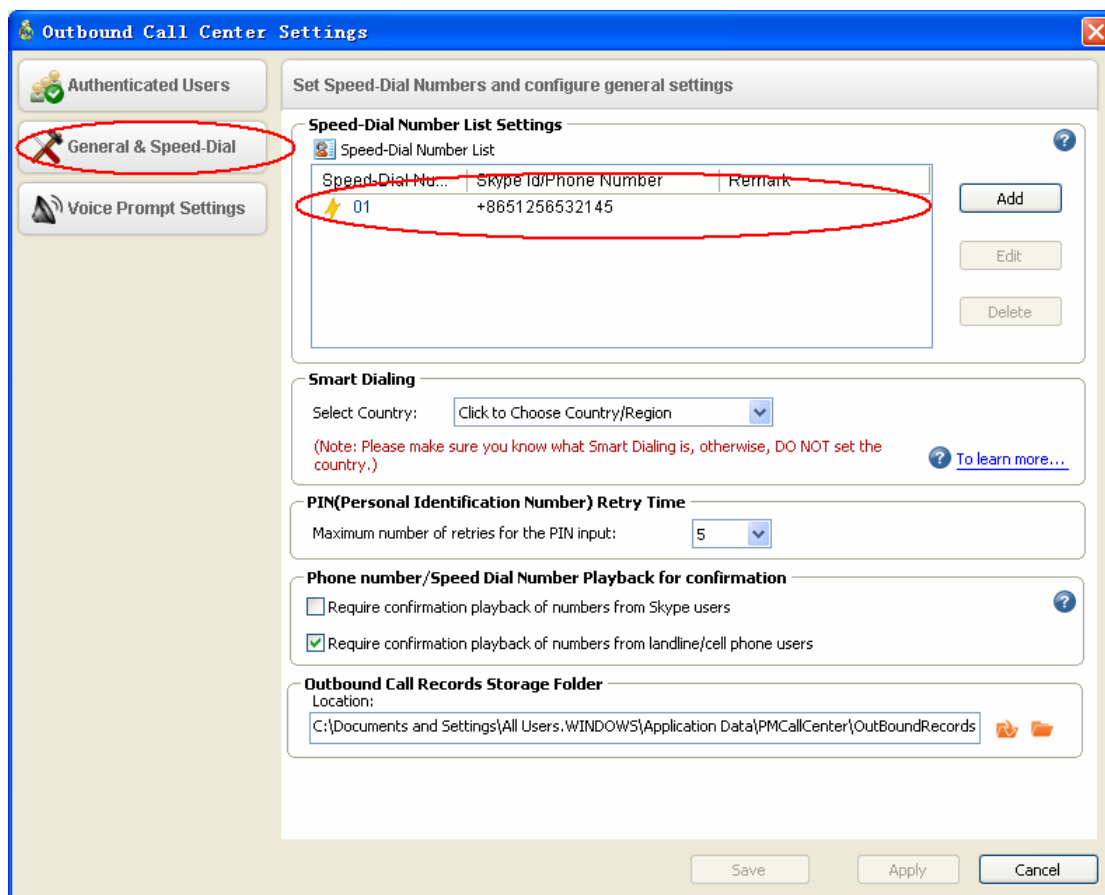 Outbound Call Center Settings
Authenticated Users
General & Speed-Dial
Voice Prompt Settings
Set Speed-Dial Numbers and configure general settings
Speed-Dial Number List Settings
Speed-Dial Number List
Speed-Dial Nu... Skype Id/Phone Number Remark
01 +8651256532145
Add
Edit
Delete
Smart Dialing
Select Country: Click to Choose Country/Region
(Note: Please make sure you know what Smart Dialing is, otherwise, DO NOT set the
country.)
To learn more...
PIN(Personal Identification Number) Retry Time
Maximum number of retries for the PIN input: 5
Phone number/Speed Dial Number Playback for confirmation
Require confirmation playback of numbers from Skype users
Require confirmation playback of numbers from landline/cell phone users
Outbound Call Records Storage Folder
Location:
C:\Documents and Settings\All Users.WINDOWS\Application Data\PMCallCenter\OutBoundRecords
Save Apply Cancel